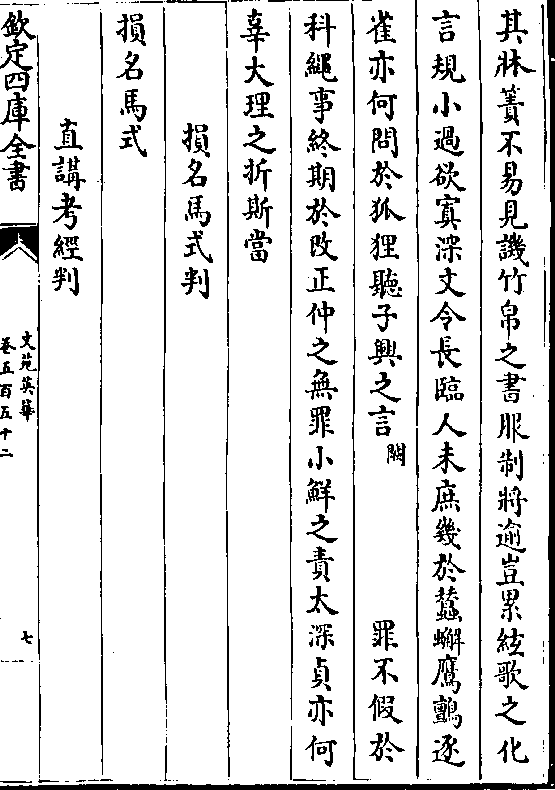 其牀簀不易見譏竹帛之書服制將逾豈累絃歌之化
言規小過欲寘深文令長臨人未庶幾於蠶蠏鷹鸇逐
雀亦何問於狐狸聽子輿之言闕罪不假於
科繩事終期於改正仲之無罪小鮮之責太深貞亦何
辜大理之折斯當
損名馬式判
損名馬式
直講考經判
欽定四庫全書
文苑英華
卷五百五十二
七